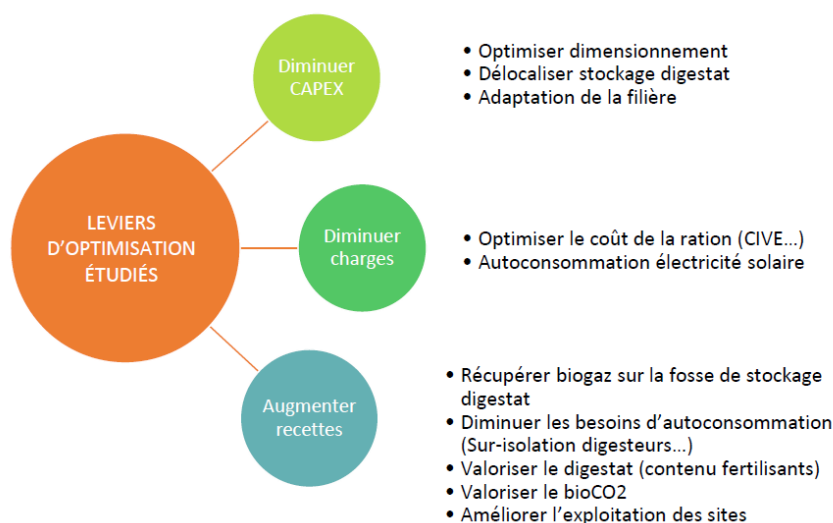 LEVIERS
D'OPTIMISATION
ÉTUDIÉS
Diminuer
CAPEX
• Optimiser dimensionnement
• Délocaliser stockage digestat
• Adaptation de la filière
Diminuer
charges
• Optimiser le coût de la ration (CIVE...)
• Autoconsommation électricité solaire
Augmenter
recettes
• Récupérer biogaz sur la fosse de stockage
digestat
• Diminuer les besoins d'autoconsommation
(Sur-isolation digesteurs...)
• Valoriser le digestat (contenu fertilisants)
• Valoriser le bioCO2
• Améliorer l'exploitation des sites